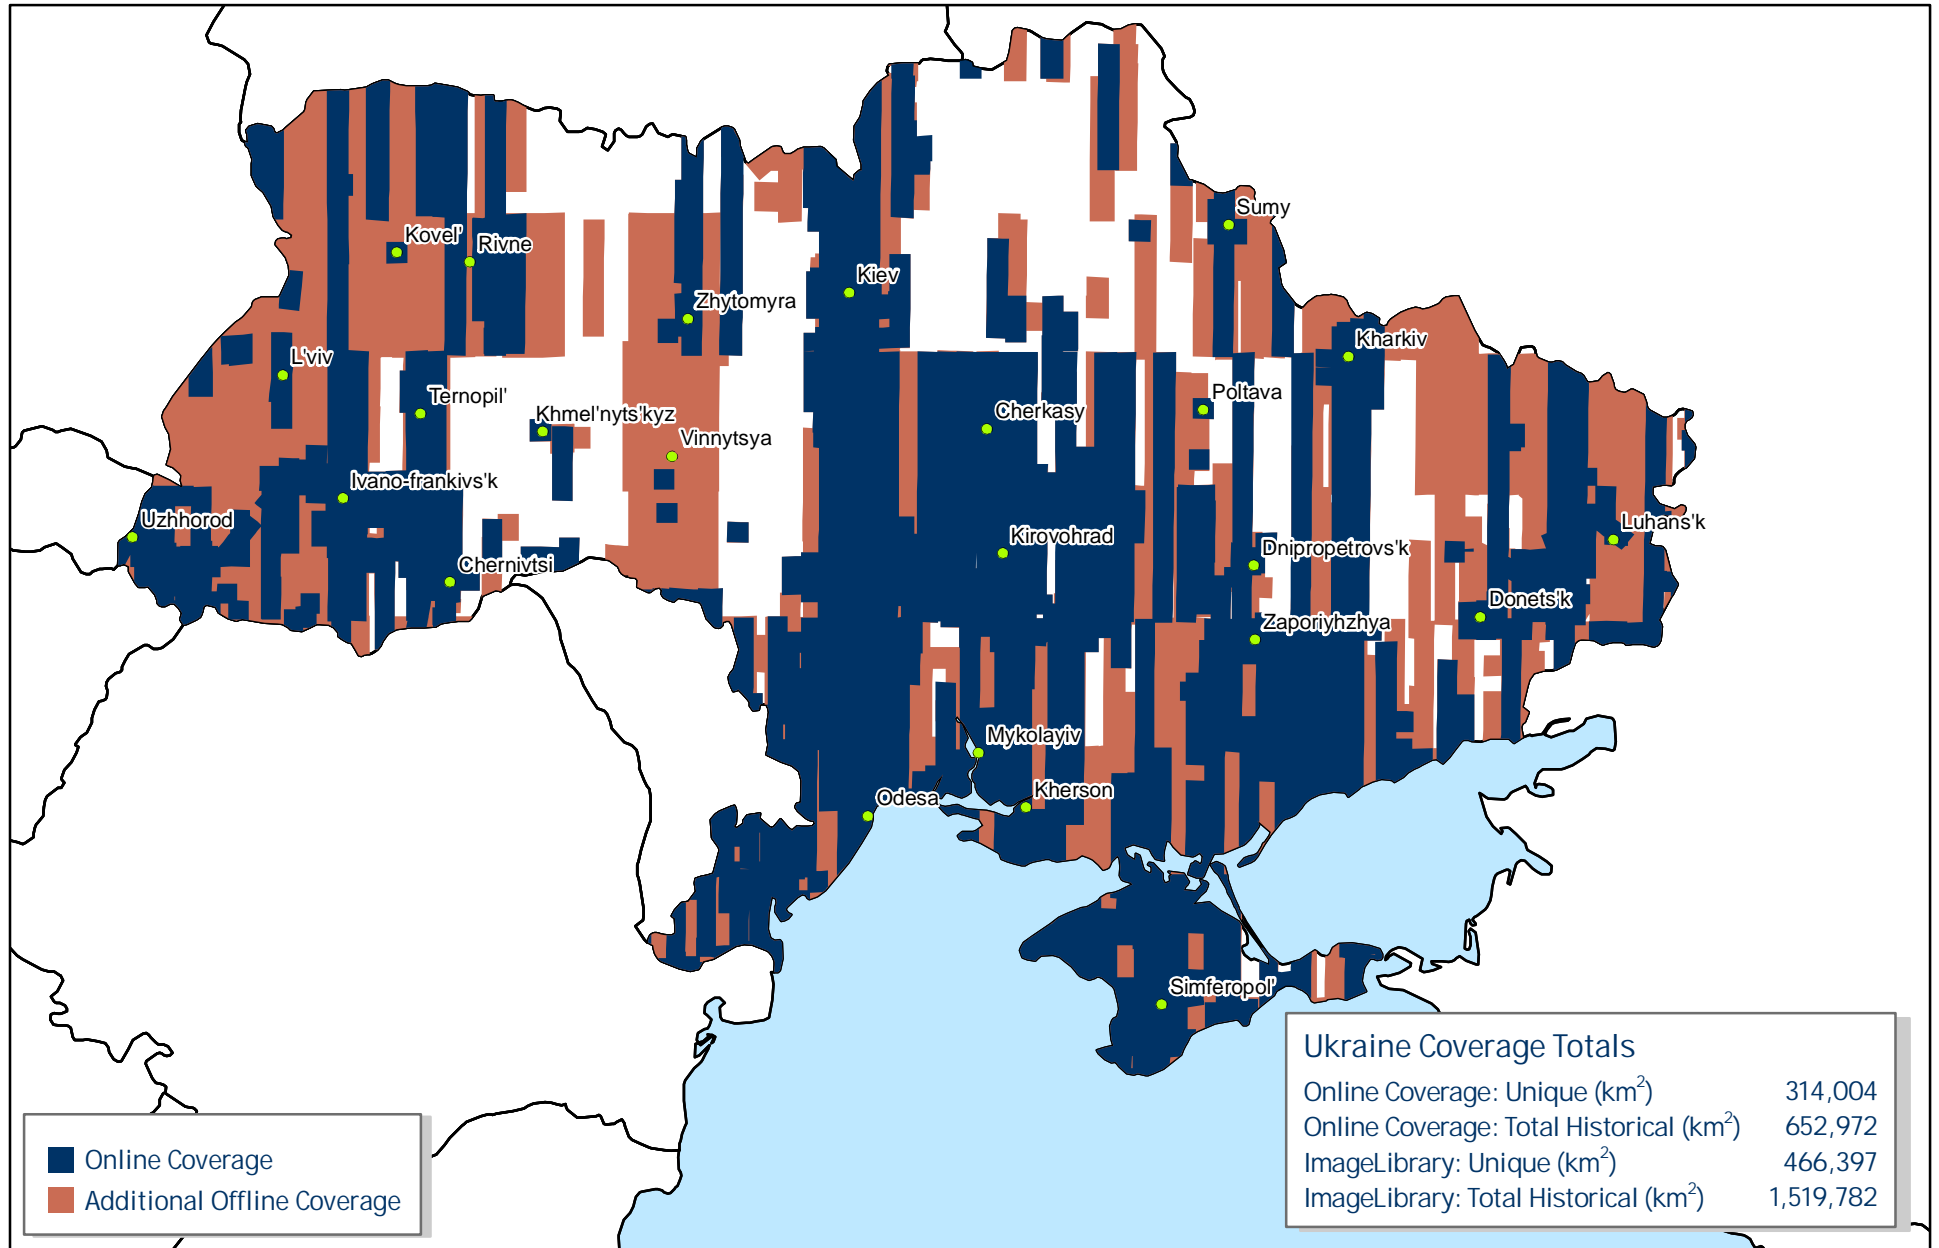 Sumy
Kovel'
Rivne
Kiev
Zhytomyra
Kharkiv
L'viv
Ternopil'
Poltava
Khmel'nyts'kyz
Cherkasy
Vinnytsya
Ivano-frankivs'k
Uzhhorod
Luhans'k
Kirovohrad
Dnipropetrovs'k
Chernivtsi
Donets'k
Zaporiyhzhya
Mykolayiv
Kherson
Odesa
Simferopol'
Ukraine Coverage Totals
Online Coverage: Unique (km²) 314,004
Online Coverage: Total Historical (km²) 652,972
ImageLibrary: Unique (km²) 466,397
ImageLibrary: Total Historical (km²) 1,519,782
Online Coverage
Additional Offline Coverage